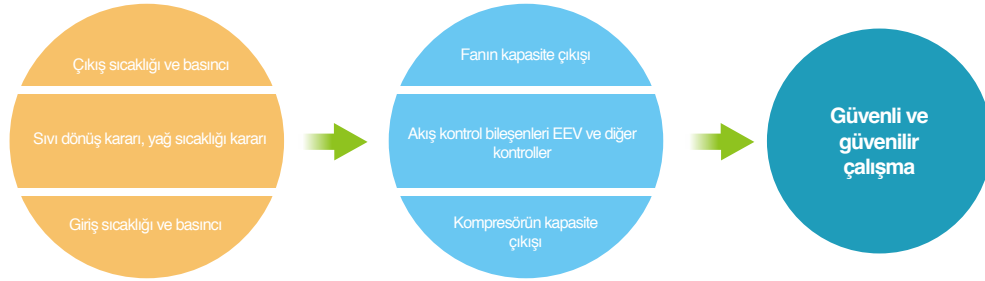 Çıkış sıcaklığı ve basıncı
Sıvı dönüş kararı, yağ sıcaklığı kararı
Giriş sıcaklığı ve basıncı
Fanın kapasite çıkışı
Akış kontrol bileşenleri EEV ve diğer
kontroller
Kompresörün kapasite
çıkışı
Güvenli ve
güvenilir
çalışma